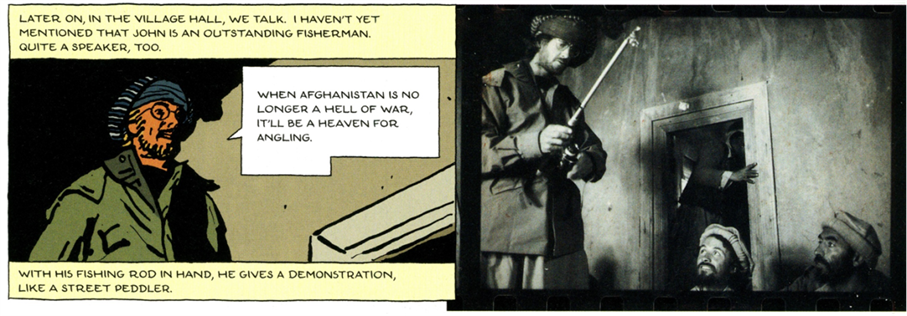 LATER ON, IN THE VILLAGE HALL, WE TALK. I HAVEN'T YET
MENTIONED THAT JOHN IS AN OUTSTANDING FISHERMAN.
QUITE A SPEAKER, TOO.
WHEN AFGHANISTAN IS NO
LONGER A HELL OF WAR,
IT'LL BE A HEAVEN FOR
ANGLING.
WITH HIS FISHING ROD IN HAND, HE GIVES A DEMONSTRATION,
LIKE A STREET PEDDLER.